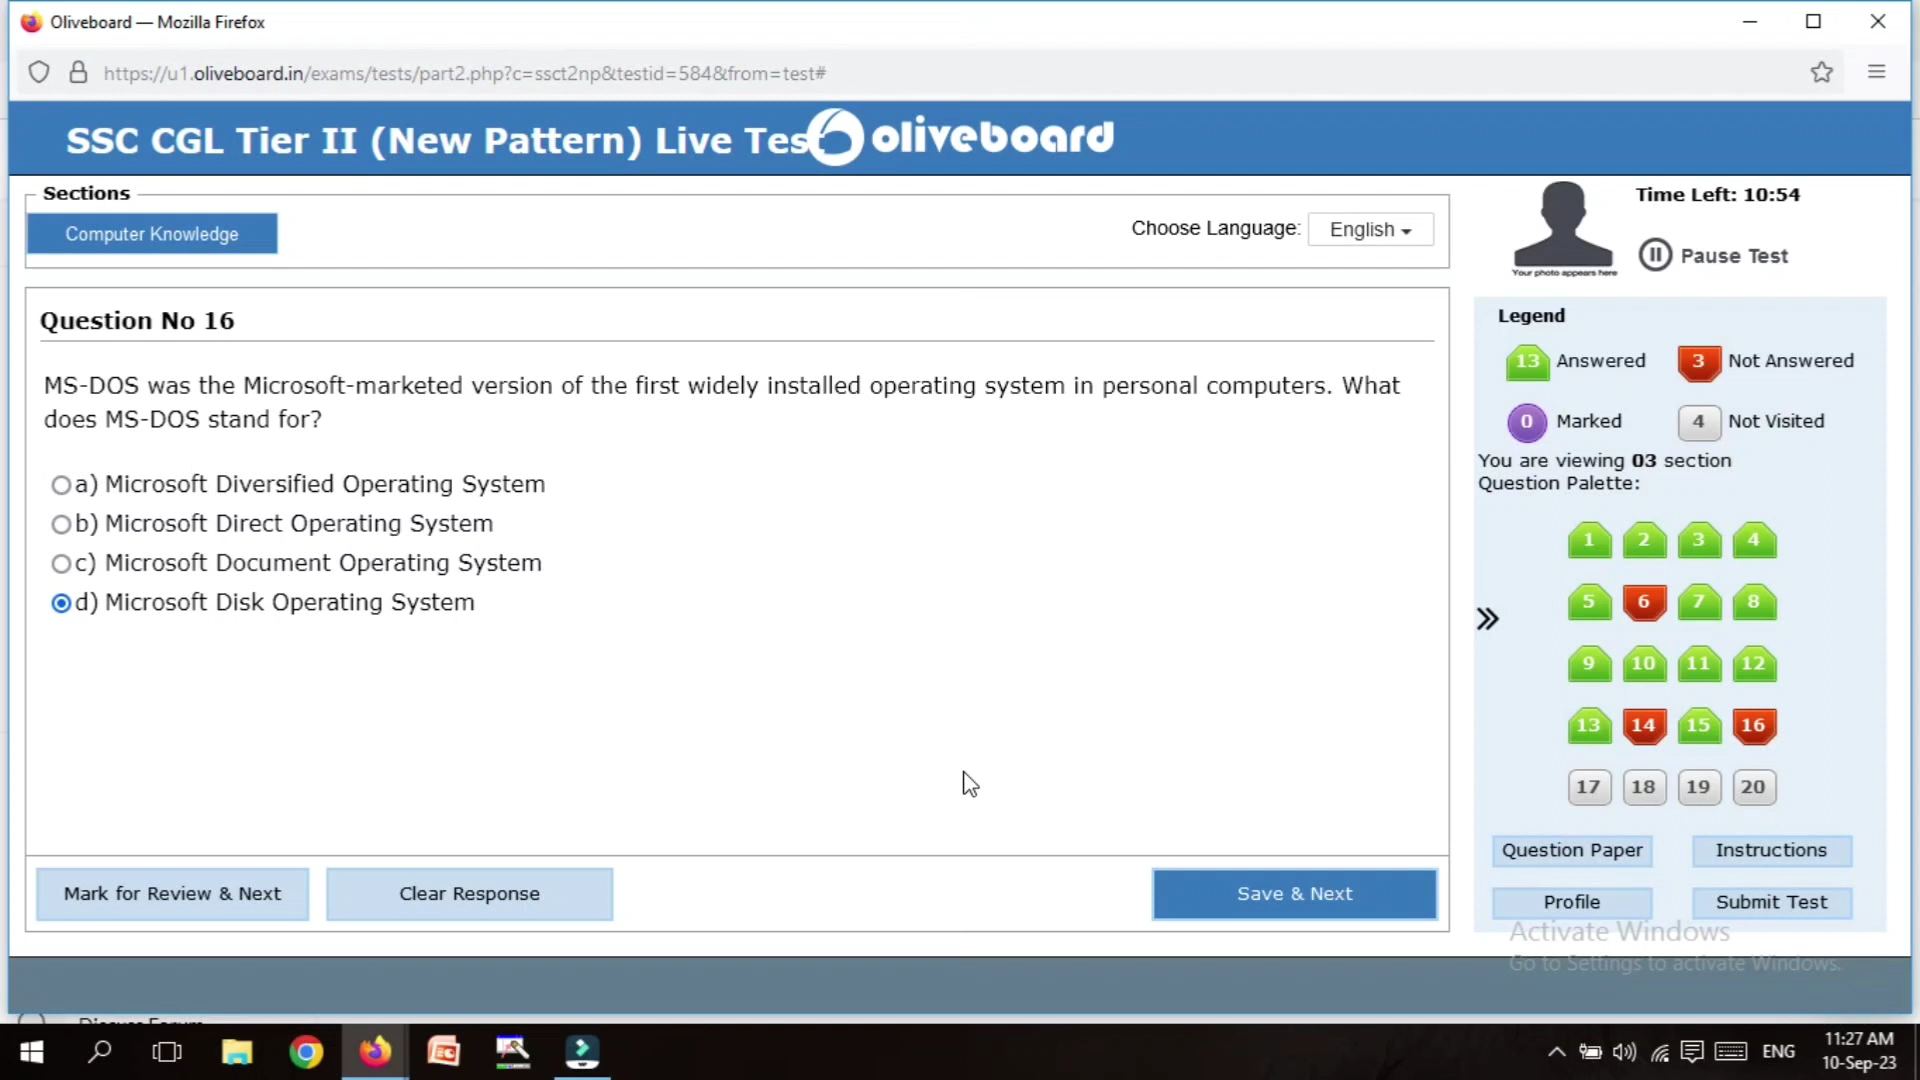 Oliveboard — Mozilla Firefox
https://u1.oliveboard.in/exams/tests/part2.php?c=ssct2np&testid=584&from=test#
SSC CGL Tier II (New Pattern) Live Tes
oliveboard
Sections
Computer Knowledge
Choose Language: English
Your photo appears here
Time Left: 10:54
Pause Test
Question No 16
MS-DOS was the Microsoft-marketed version of the first widely installed operating system in personal computers. What
does MS-DOS stand for?
a) Microsoft Diversified Operating System
b) Microsoft Direct Operating System
c) Microsoft Document Operating System
d) Microsoft Disk Operating System
Mark for Review & Next
Clear Response
Save & Next
Legend
13 Answered 3 Not Answered
0 Marked 4 Not Visited
You are viewing 03 section
Question Palette:
1 2 3 4
5 6 7 8
9 10 11 12
13 14 15 16
17 18 19 20
Question Paper Instructions
Profile Submit Test
Activate Windows
Go to Settings to activate Windows.
ENG
11:27 AM
10-Sep-23